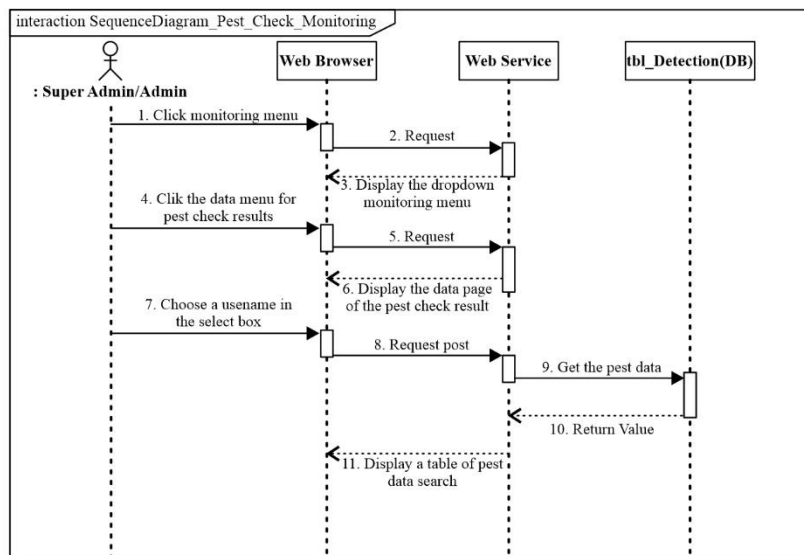 interaction SequenceDiagram_Pest_Check_Monitoring
: Super Admin/Admin
Web Browser
Web Service
tbl_Detection(DB)
1. Click monitoring menu
2. Request
3. Display the dropdown
monitoring menu
4. Clik the data menu for
pest check results
5. Request
6. Display the data page
of the pest check result
7. Choose a usename in
the select box
8. Request post
9. Get the pest data
10. Return Value
11. Display a table of pest
data search